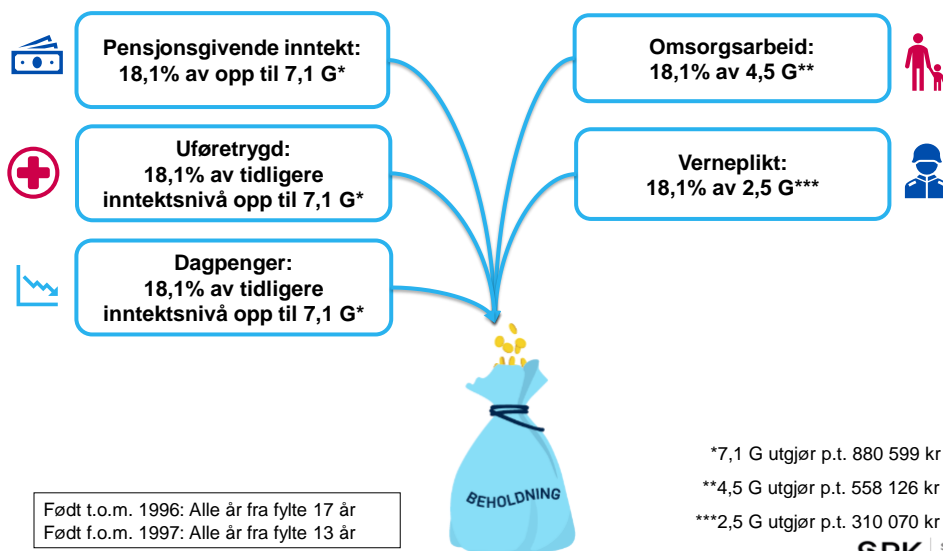 Pensjonsgivende inntekt:
18,1% av opp til 7,1 G*
Uføretrygd:
18,1% av tidligere
inntektsnivå opp til 7,1 G*
Dagpenger:
18,1% av tidligere
inntektsnivå opp til 7,1 G*
Omsorgsarbeid:
18,1% av 4,5 G**
Verneplikt:
18,1% av 2,5 G***
BEHOLDNING
Født t.o.m. 1996: Alle år fra fylte 17 år
Født f.o.m. 1997: Alle år fra fylte 13 år
*7,1 G utgjør p.t. 880 599 kr
**4,5 G utgjør p.t. 558 126 kr
***2,5 G utgjør p.t. 310 070 kr